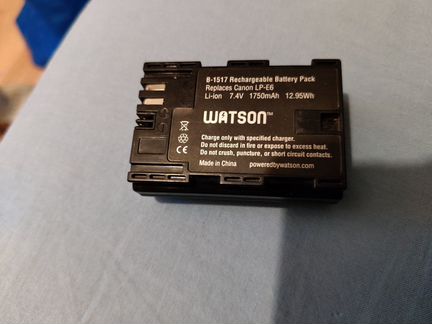 B-1517 Rechargeable Battery Pack
Replaces Canon LP-E6
Li-ion 7.4V 1750mAh 12.95Wh
WATSON™
Charge only with specified charger.
Do not discard in fire or expose to excess heat.
Do not crush, puncture, or short circuit contacts.
Made in China poweredbywatson.com